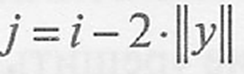 j = i − 2·‖y‖